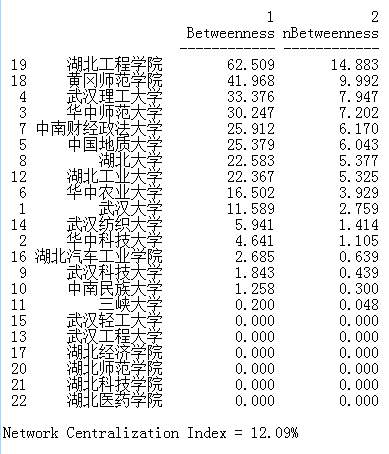 1 2
Betweenness nBetweenness
------------ ------------
19 湖北工程学院 62.509 14.883
18 黄冈师范学院 41.968 9.992
4 武汉理工大学 33.376 7.947
3 华中师范大学 30.247 7.202
7 中南财经政法大学 25.912 6.170
5 中国地质大学 25.379 6.043
8 湖北大学 22.583 5.377
12 湖北工业大学 22.367 5.325
6 华中农业大学 16.502 3.929
1 武汉大学 11.589 2.759
14 武汉纺织大学 5.941 1.414
2 华中科技大学 4.641 1.105
16 湖北汽车工业学院 2.685 0.639
9 武汉科技大学 1.843 0.439
10 中南民族大学 1.258 0.300
11 三峡大学 0.200 0.048
15 武汉轻工大学 0.000 0.000
13 武汉工程大学 0.000 0.000
17 湖北经济学院 0.000 0.000
20 湖北师范学院 0.000 0.000
21 湖北科技学院 0.000 0.000
22 湖北医药学院 0.000 0.000
Network Centralization Index = 12.09%